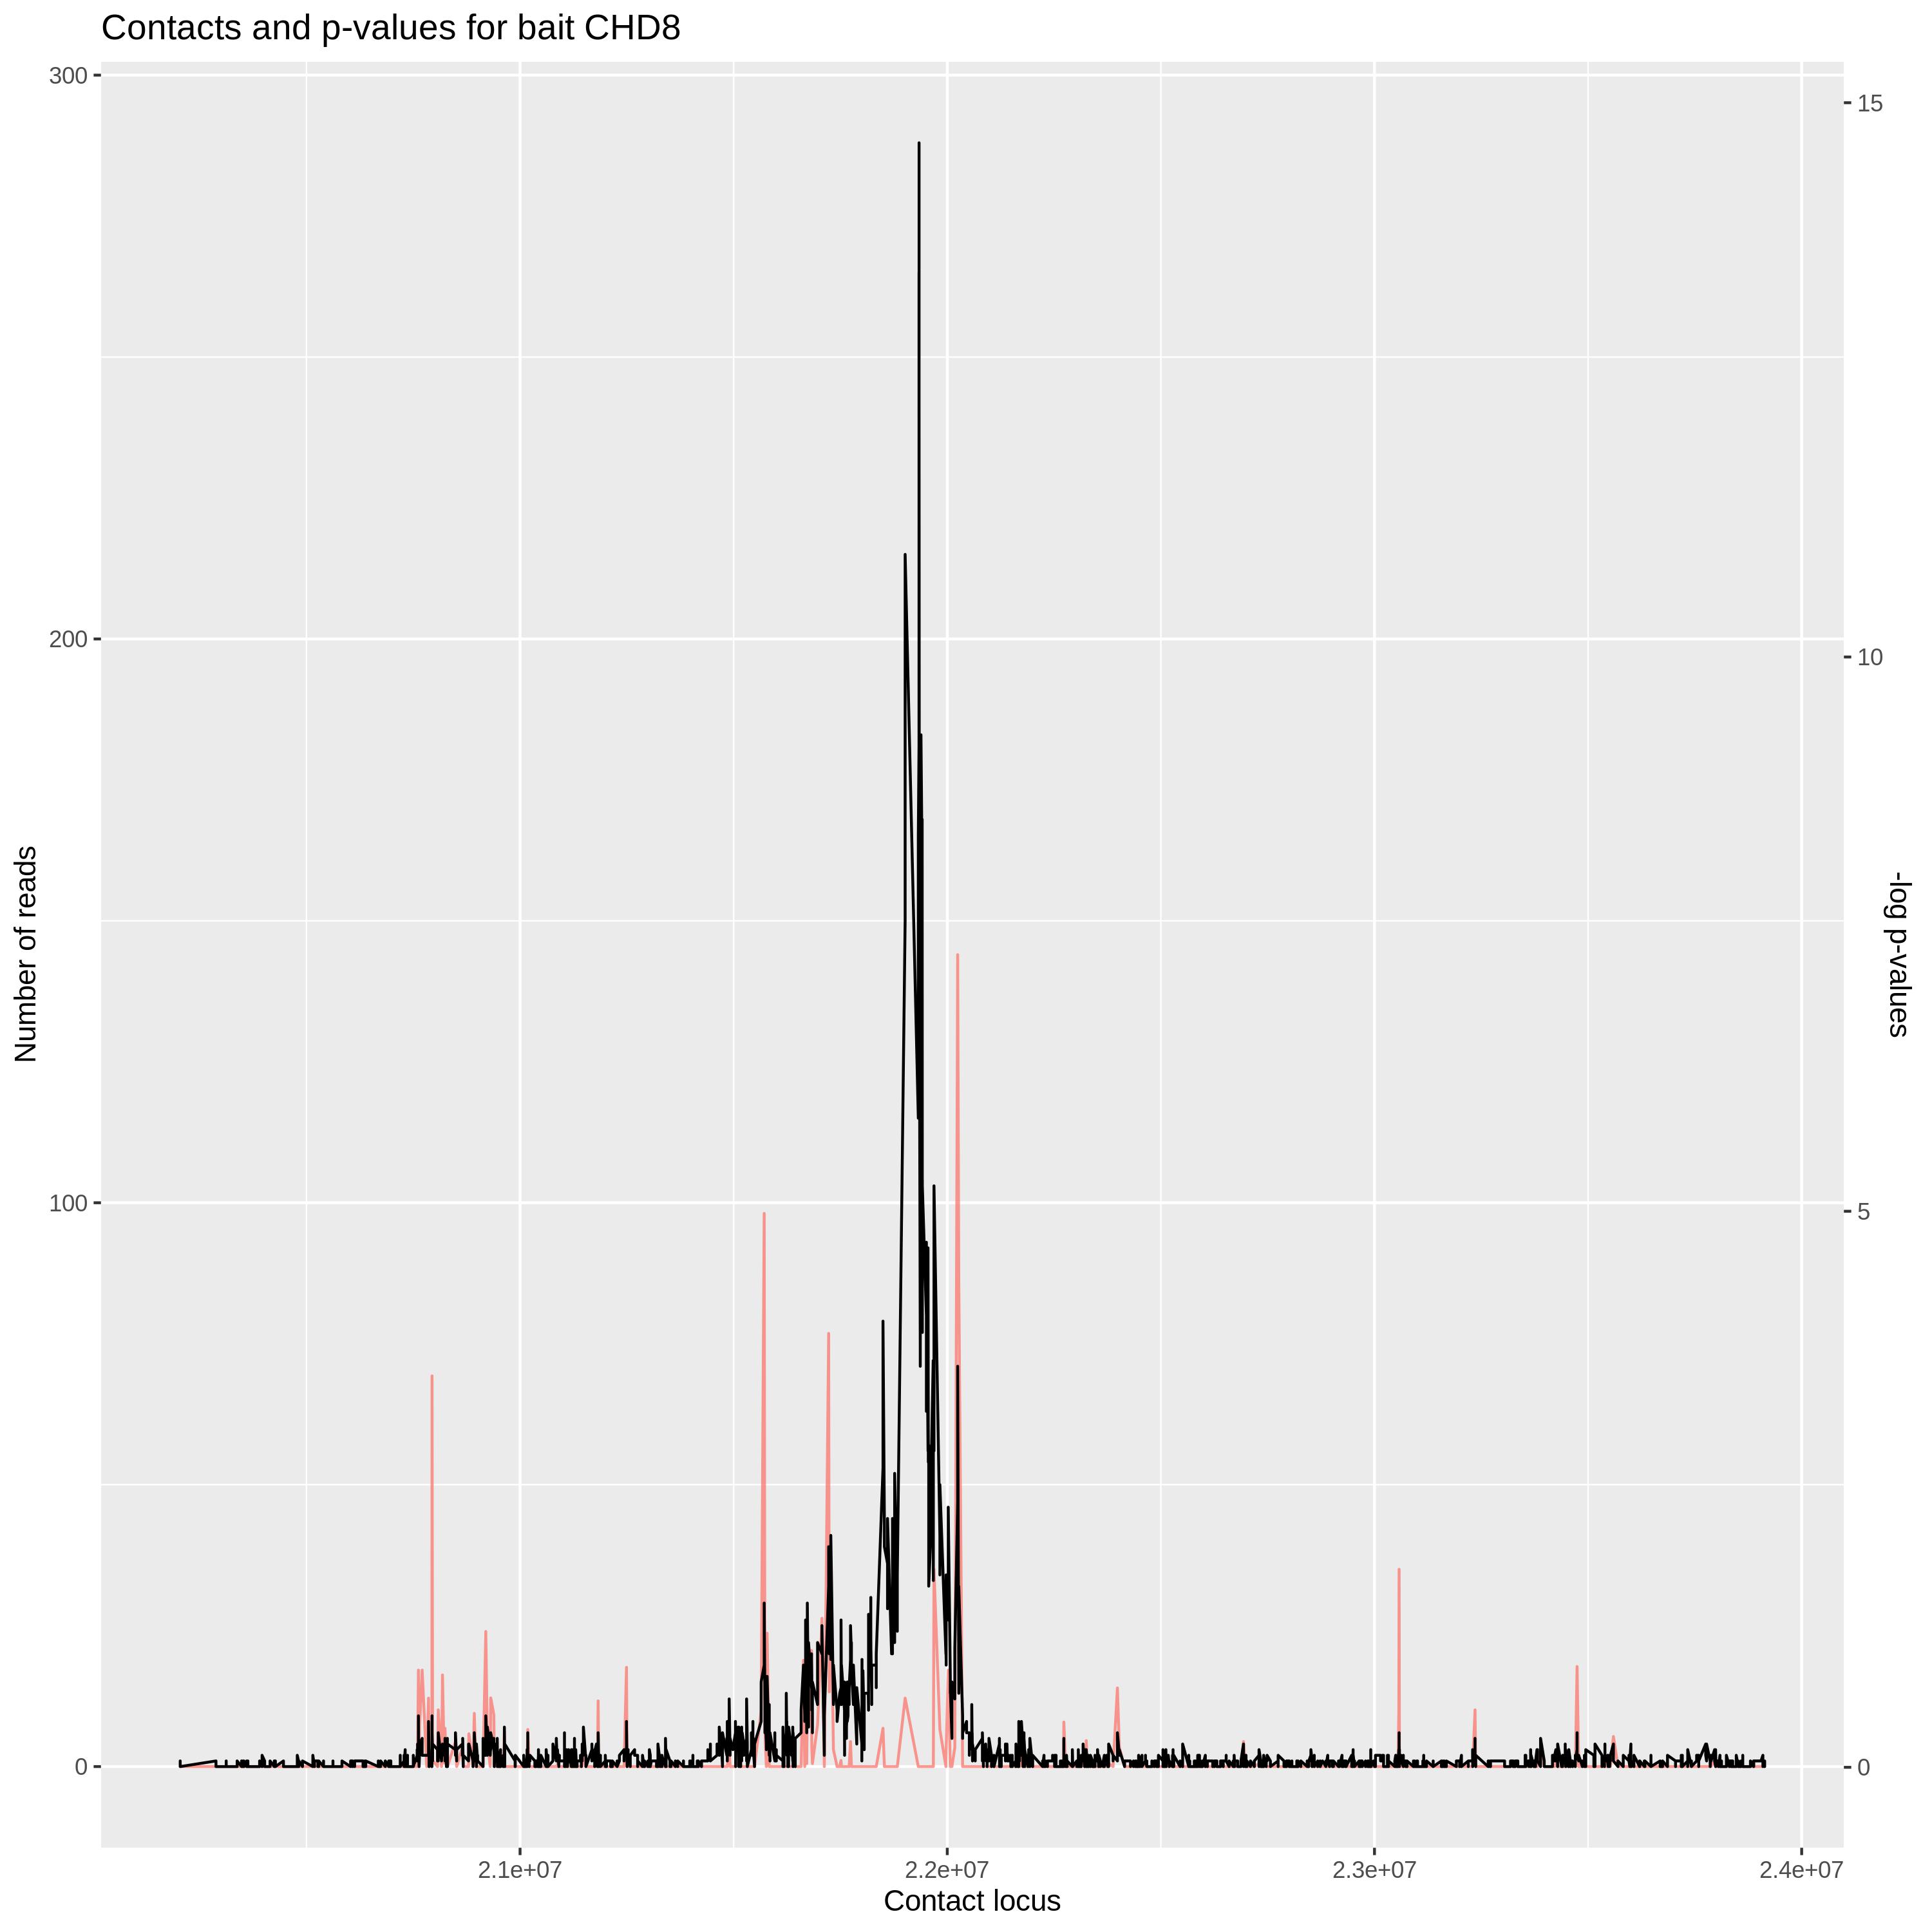 Contacts and p-values for bait CHD8
300
200
100
0
Number of reads
15
10
5
0
-log p-values
2.1e+07
2.2e+07
2.3e+07
2.4e+07
Contact locus